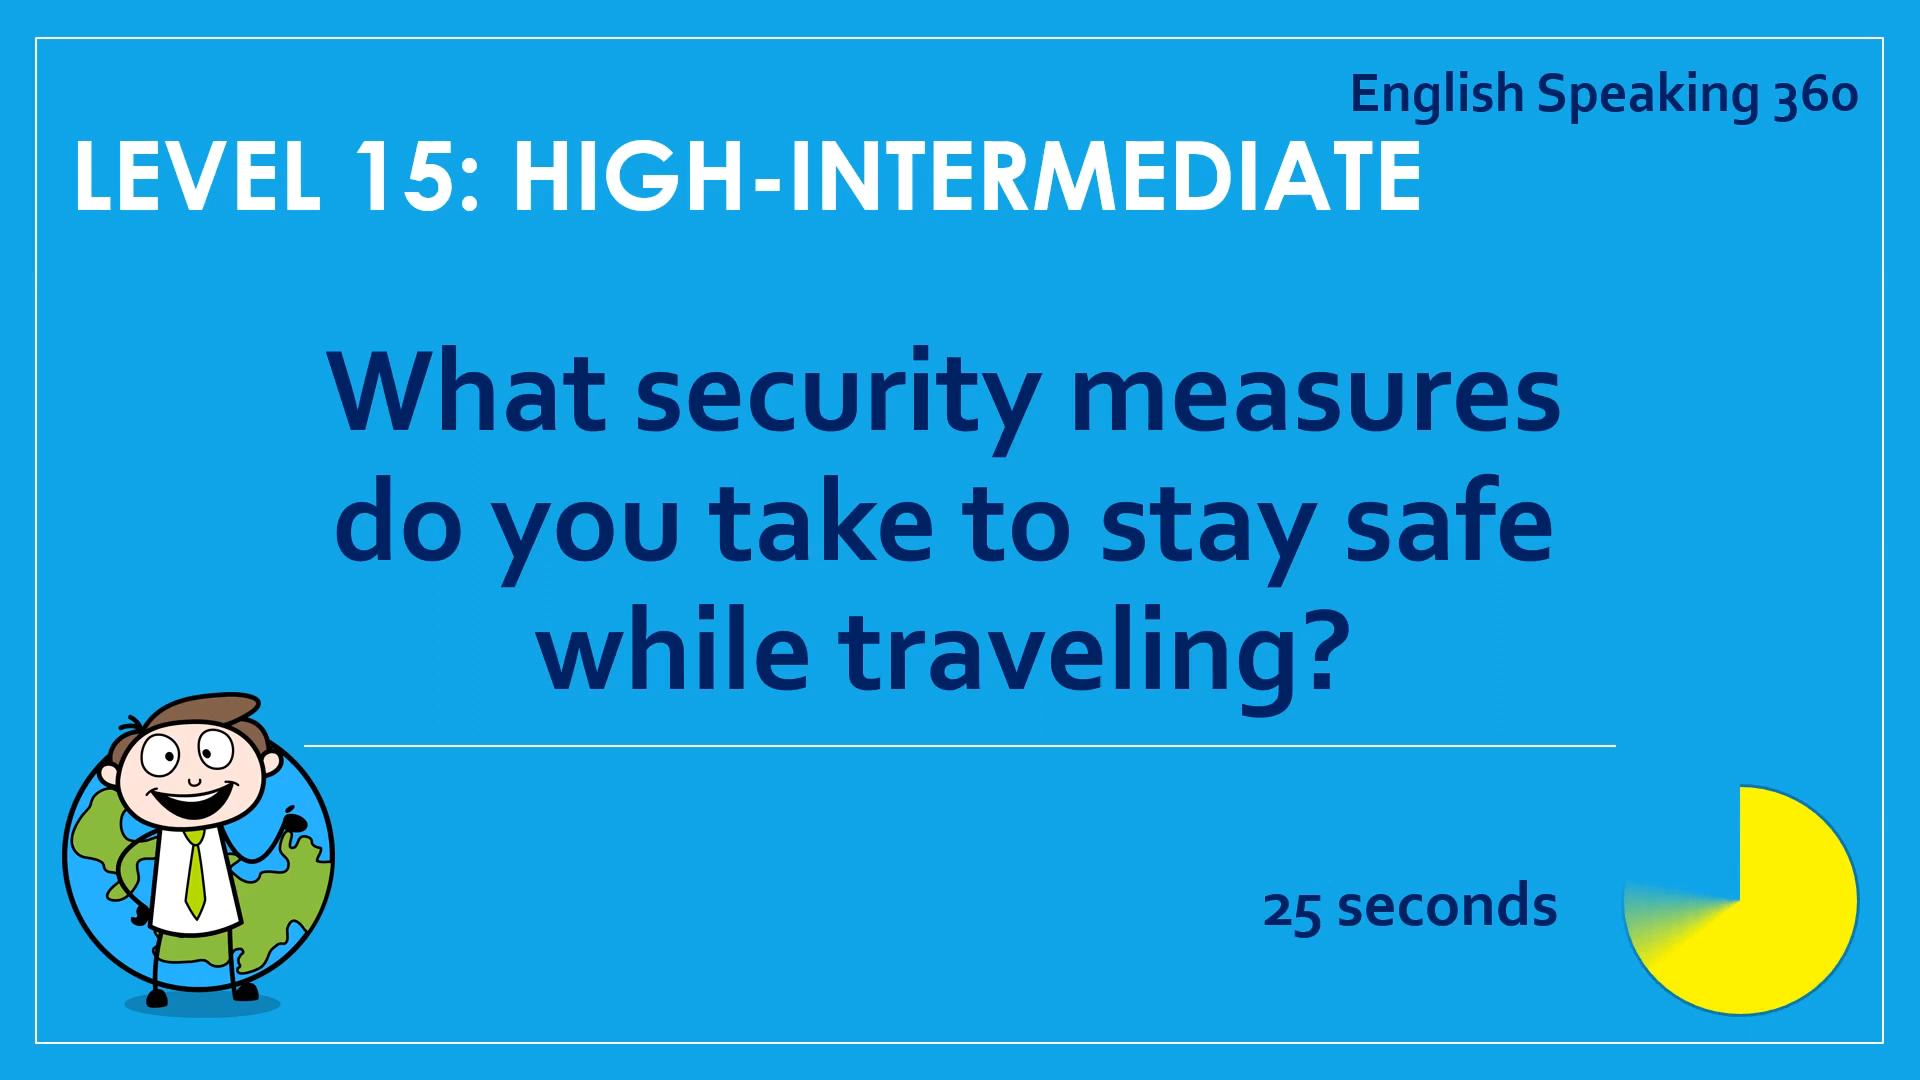 English Speaking 360
LEVEL 15: HIGH-INTERMEDIATE
What security measures
do you take to stay safe
while traveling?
25 seconds